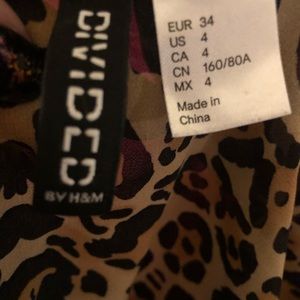 DIVIDED
BY H&M
EUR 34
US 4
CA 4
CN 160/80A
MX 4
Made in
China